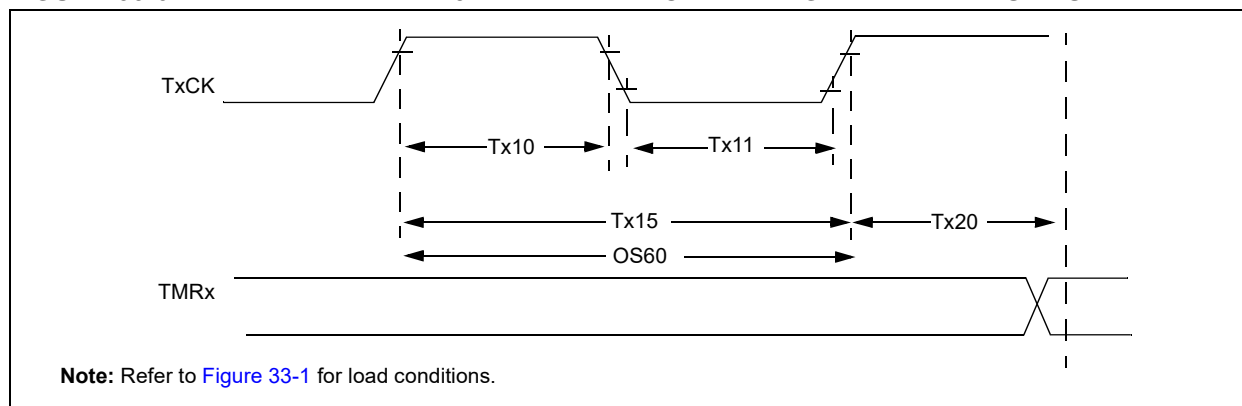 TxCK
Tx10
Tx11
Tx15
Tx20
OS60
TMRx
Note: Refer to Figure 33-1 for load conditions.